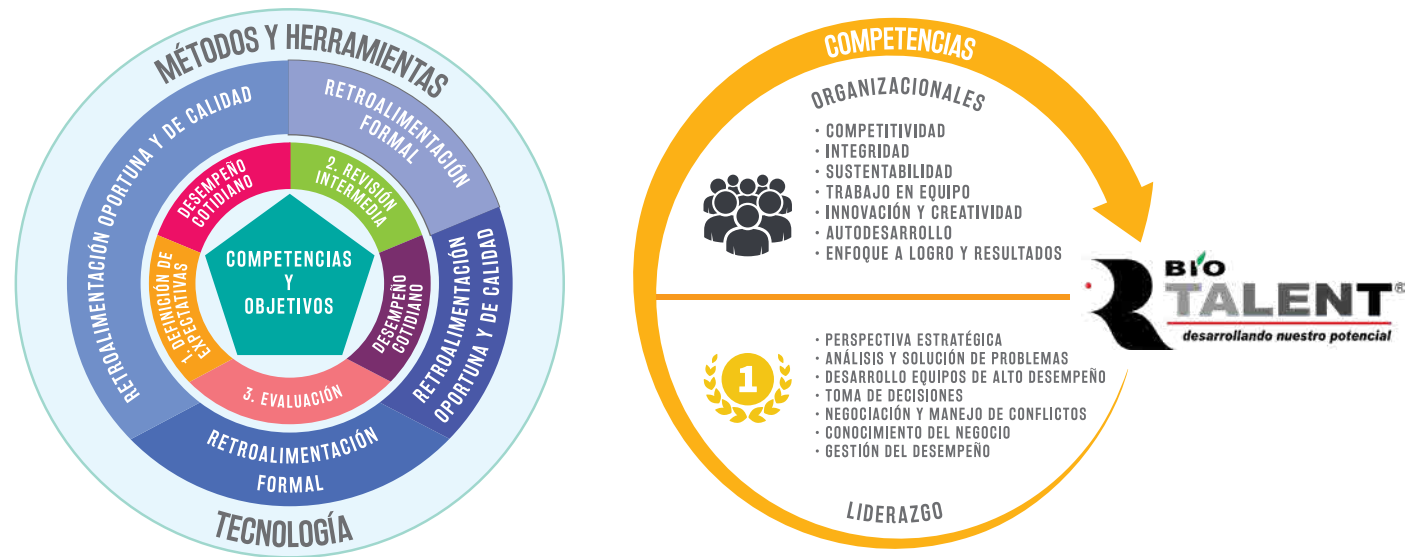 MÉTODOS Y HERRAMIENTAS
RETROALIMENTACIÓN OPORTUNA Y DE CALIDAD
RETROALIMENTACIÓN
FORMAL
DESEMPEÑO
COTIDIANO
2. REVISIÓN
INTERMEDIA
COMPETENCIAS
Y
OBJETIVOS
1. DEFINICIÓN DE
EXPECTATIVAS
DESEMPEÑO
COTIDIANO
RETROALIMENTACIÓN
OPORTUNA Y DE CALIDAD
3. EVALUACIÓN
RETROALIMENTACIÓN
FORMAL
TECNOLOGÍA
COMPETENCIAS
ORGANIZACIONALES
• COMPETITIVIDAD
• INTEGRIDAD
• SUSTENTABILIDAD
• TRABAJO EN EQUIPO
• INNOVACIÓN Y CREATIVIDAD
• AUTODESARROLLO
• ENFOQUE A LOGRO Y RESULTADOS
1
• PERSPECTIVA ESTRATÉGICA
• ANÁLISIS Y SOLUCIÓN DE PROBLEMAS
• DESARROLLO EQUIPOS DE ALTO DESEMPEÑO
• TOMA DE DECISIONES
• NEGOCIACIÓN Y MANEJO DE CONFLICTOS
• CONOCIMIENTO DEL NEGOCIO
• GESTIÓN DEL DESEMPEÑO
LIDERAZGO
R
BÍO
TALENT®
desarrollando nuestro potencial